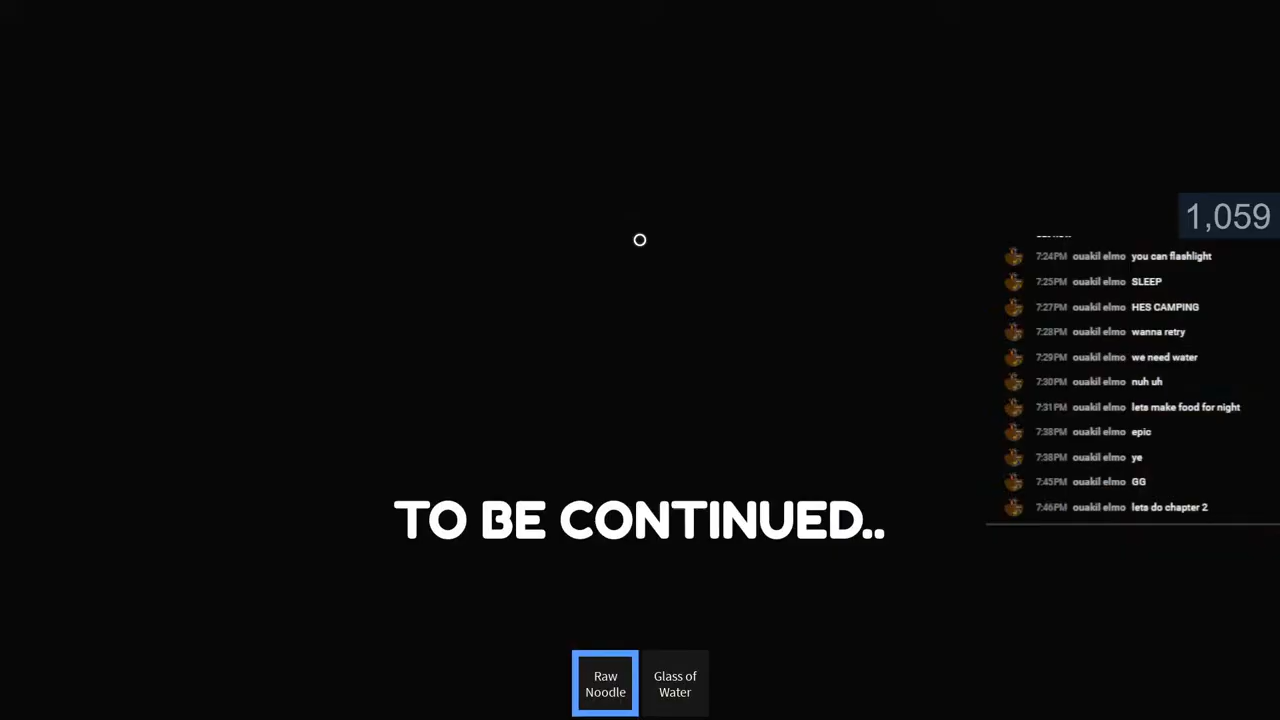 1,059
7:24PM ouakil elmo you can flashlight
7:25PM ouakil elmo SLEEP
7:27PM ouakil elmo HES CAMPING
7:28PM ouakil elmo wanna retry
7:29PM ouakil elmo we need water
7:30PM ouakil elmo nuh uh
7:31PM ouakil elmo lets make food for night
7:38PM ouakil elmo epic
7:38PM ouakil elmo ye
7:45PM ouakil elmo GG
7:46PM ouakil elmo lets do chapter 2
TO BE CONTINUED..
Raw
Noodle
Glass of
Water